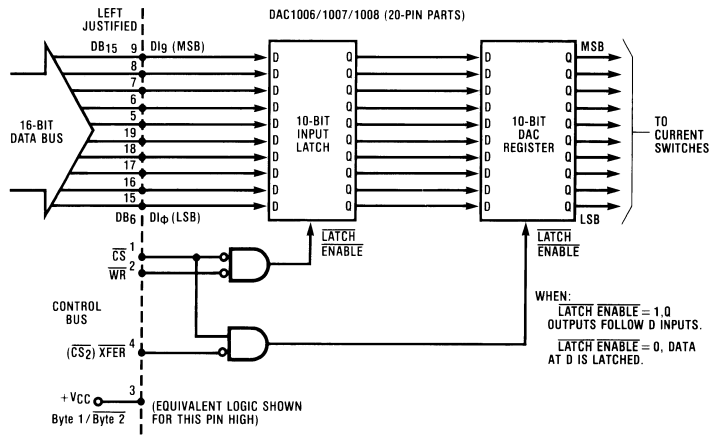 LEFT
JUSTIFIED
DAC1006/1007/1008 (20-PIN PARTS)
DB15 9 DI9 (MSB)
8
7
6
5
19
18
17
16
15
DB6 DIΦ (LSB)
16-BIT
DATA BUS
D Q
D Q
D Q
D Q
D Q
D Q
D Q
D Q
D Q
D Q
10-BIT
INPUT
LATCH
D Q
D Q
D Q
D Q
D Q
D Q
D Q
D Q
D Q
D Q
10-BIT
DAC
REGISTER
MSB
LSB
TO
CURRENT
SWITCHES
LATCH
ENABLE
LATCH
ENABLE
CS 1
WR 2
CONTROL
BUS
(CS2) XFER 4
+VCC 3
Byte 1/Byte 2
(EQUIVALENT LOGIC SHOWN
FOR THIS PIN HIGH)
WHEN:
LATCH ENABLE = 1,Q
OUTPUTS FOLLOW D INPUTS.
LATCH ENABLE = 0, DATA
AT D IS LATCHED.